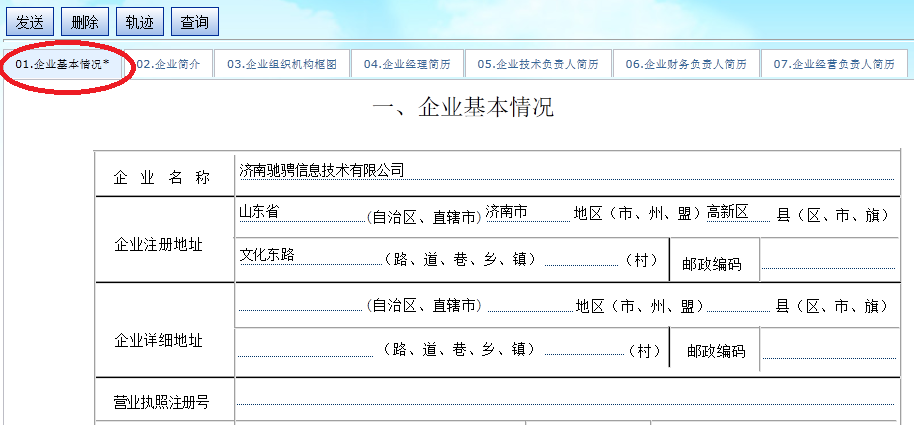 发送 删除 轨迹 查询
01.企业基本情况* 02.企业简介 03.企业组织机构框图 04.企业经理简历 05.企业技术负责人简历 06.企业财务负责人简历 07.企业经营负责人简历
一、企业基本情况
企业名称 济南驰骋信息技术有限公司
山东省 (自治区、直辖市) 济南市 地区（市、州、盟） 高新区 县（区、市、旗）
企业注册地址
文化东路 （路、道、巷、乡、镇） （村） 邮政编码
(自治区、直辖市) 地区（市、州、盟） 县（区、市、旗）
企业详细地址
（路、道、巷、乡、镇） （村） 邮政编码
营业执照注册号